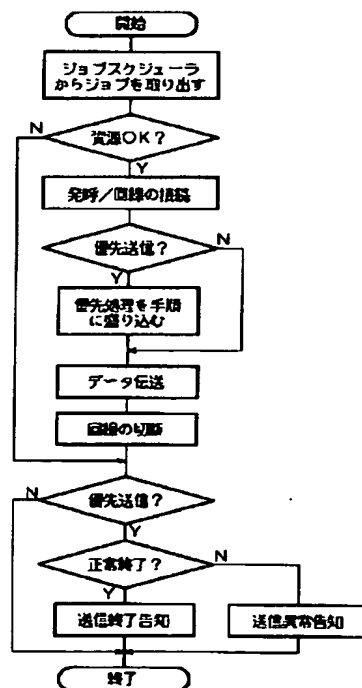 開始
ジョブスケジューラ
からジョブを取り出す
資源OK?
N
Y
発呼/回線の接続
優先送信?
N
Y
優先処理を手順
に盛り込む
データ伝送
回線の切断
優先送信?
N
Y
正常終了?
N
Y
送信終了告知
送信異常告知
終了